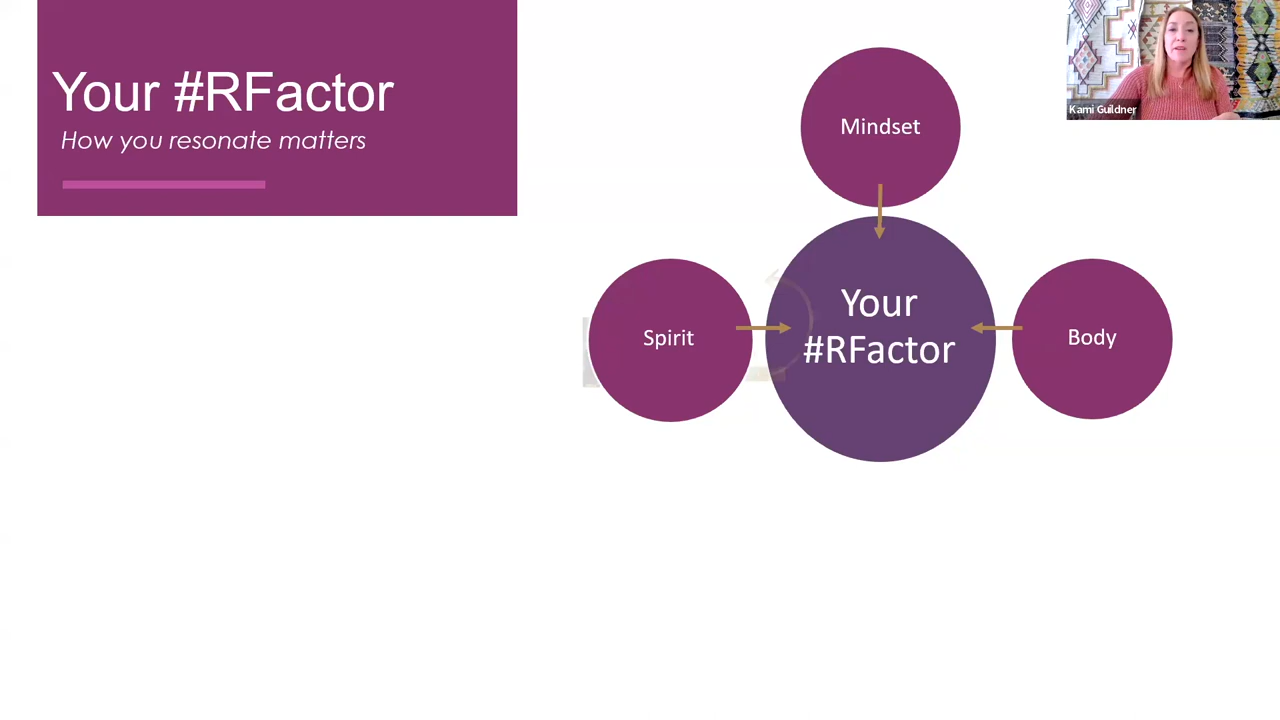 Your #RFactor
How you resonate matters
Mindset
Spirit
Your
#RFactor
Body
Kami Guildner